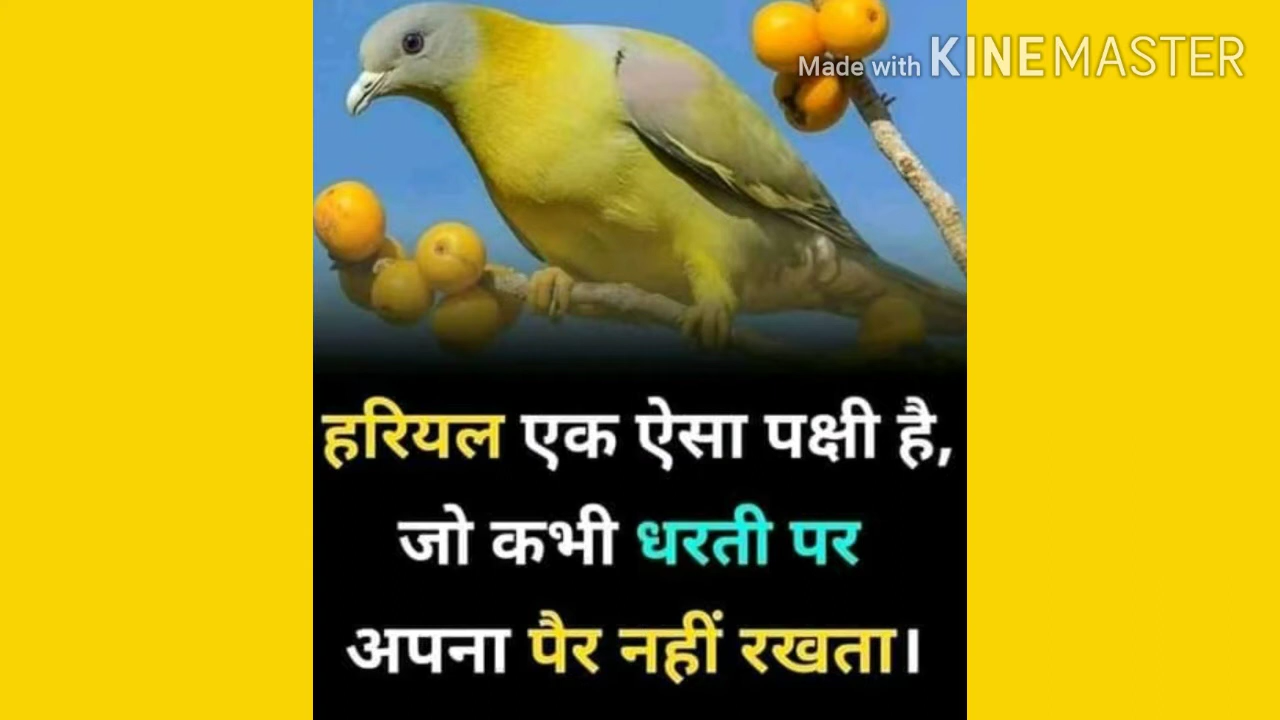 Made with KINEMASTER
हरियल एक ऐसा पक्षी है,
जो कभी धरती पर
अपना पैर नहीं रखता।